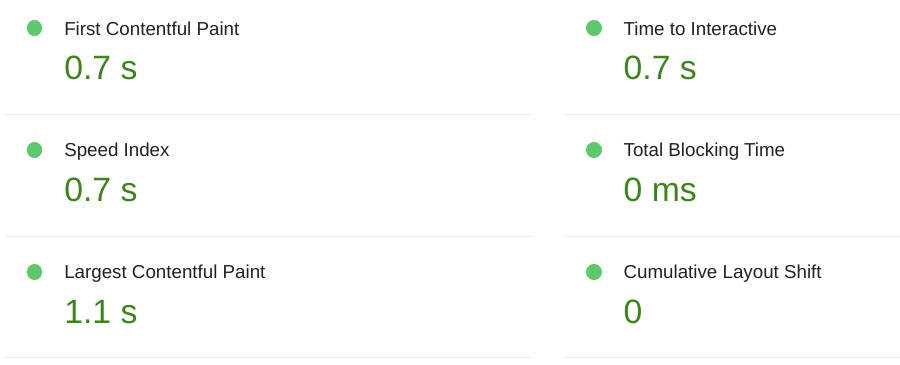 First Contentful Paint
0.7 s
Time to Interactive
0.7 s
Speed Index
0.7 s
Total Blocking Time
0 ms
Largest Contentful Paint
1.1 s
Cumulative Layout Shift
0